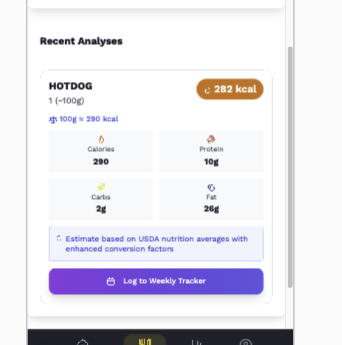 Recent Analyses
HOTDOG
282 kcal
1 (~100g)
100g ≈ 290 kcal
Calories
290
Protein
10g
Carbs
2g
Fat
26g
Estimate based on USDA nutrition averages with
enhanced conversion factors
Log to Weekly Tracker